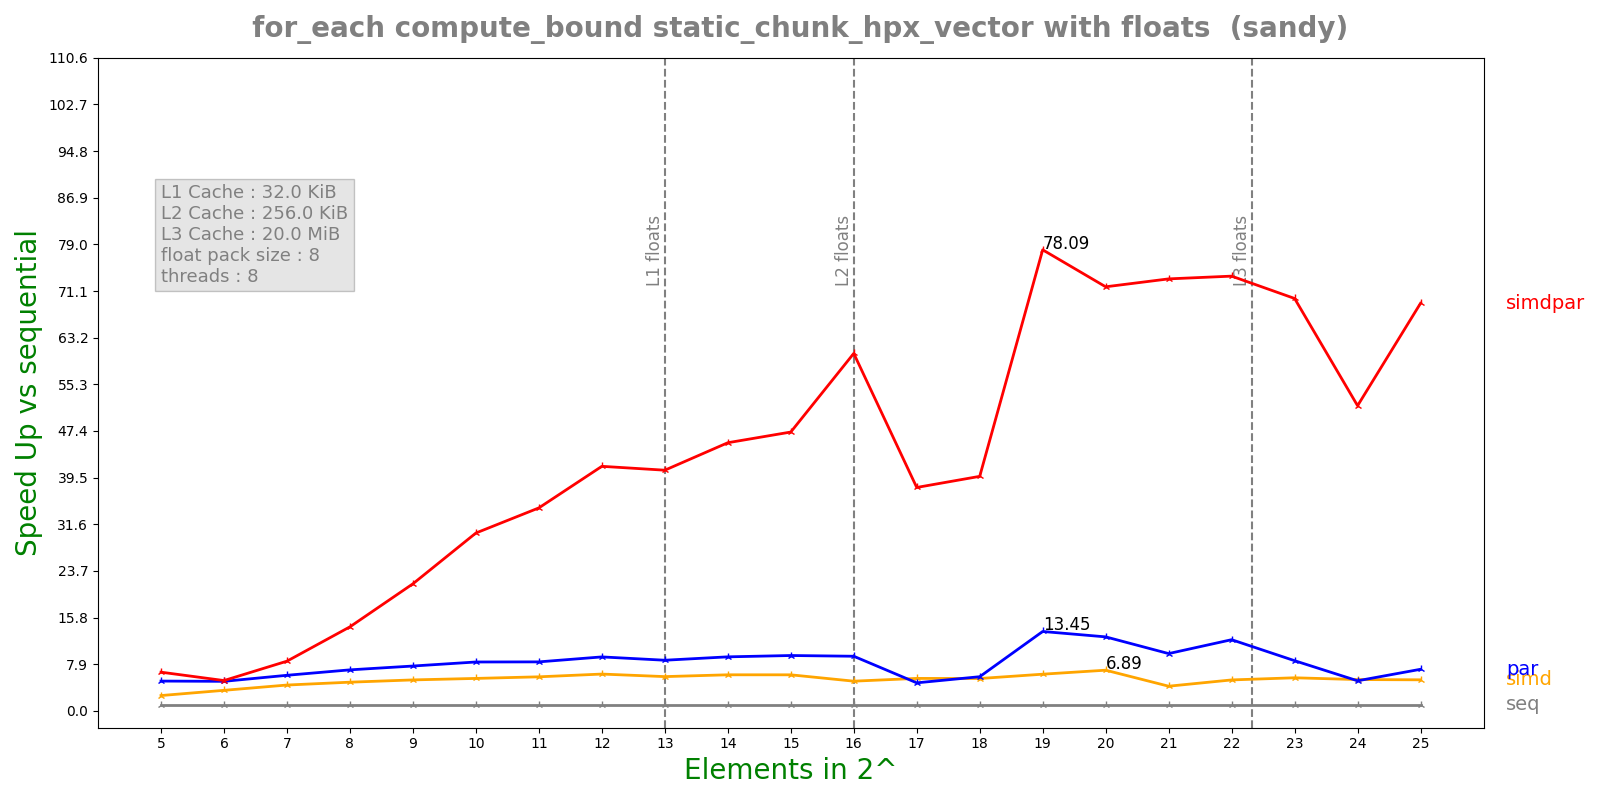 for_each compute_bound static_chunk_hpx_vector with floats (sandy)
Speed Up vs sequential
110.6
102.7
94.8
86.9
79.0
71.1
63.2
55.3
47.4
39.5
31.6
23.7
15.8
7.9
0.0
L1 Cache : 32.0 KiB
L2 Cache : 256.0 KiB
L3 Cache : 20.0 MiB
float pack size : 8
threads : 8
L1 floats
L2 floats
L3 floats
78.09
13.45
6.89
simdpar
par
simd
seq
5 6 7 8 9 10 11 12 13 14 15 16 17 18 19 20 21 22 23 24 25
Elements in 2^